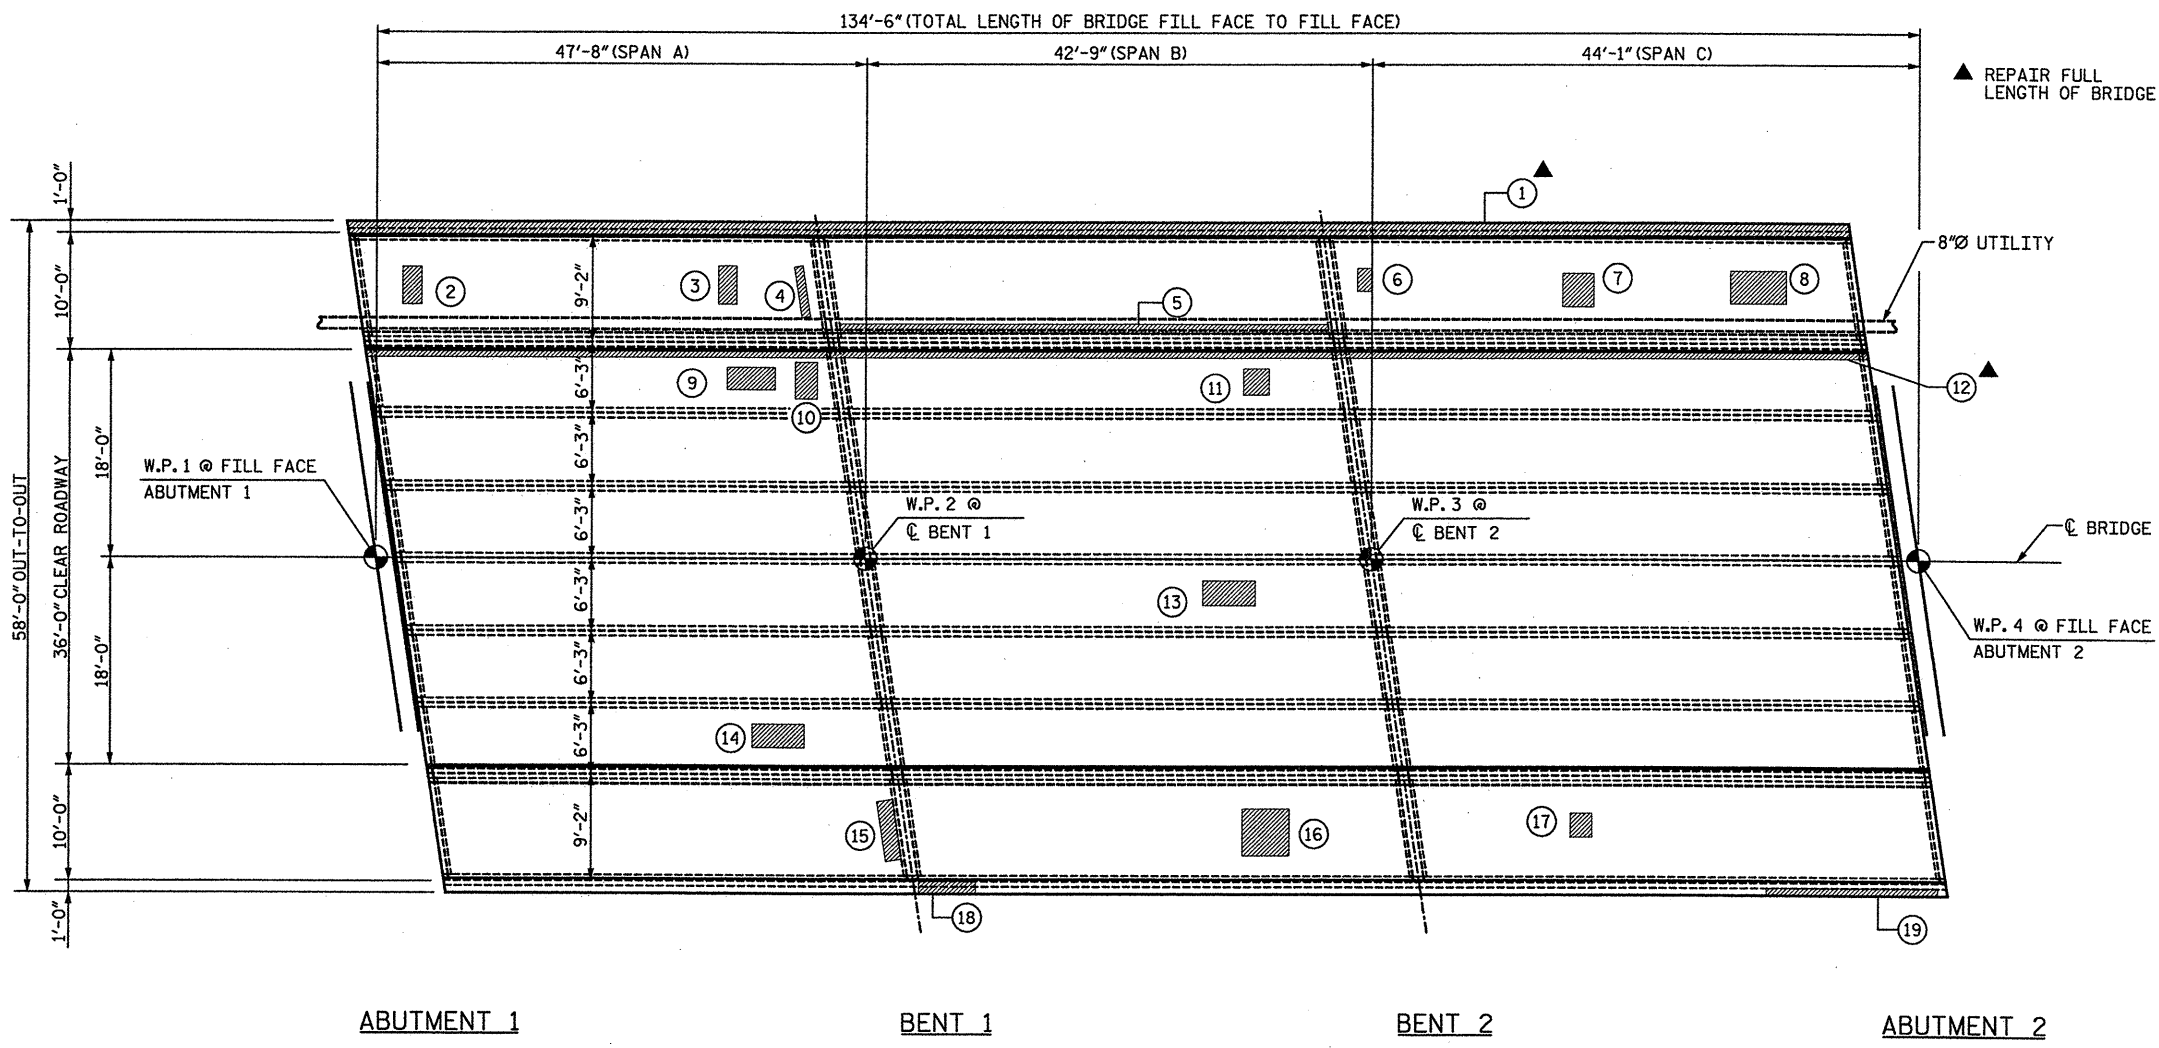 134'-6" (TOTAL LENGTH OF BRIDGE FILL FACE TO FILL FACE)
47'-8" (SPAN A)
42'-9" (SPAN B)
44'-1" (SPAN C)
▲ REPAIR FULL
LENGTH OF BRIDGE
1'-0"
1
▲
8"Ø UTILITY
10'-0"
9'-2"
2
3
4
5
6
7
8
6'-3"
9
10
11
12
▲
58'-0" OUT-TO-OUT
36'-0" CLEAR ROADWAY
18'-0"
6'-3"
W.P. 1 @ FILL FACE
ABUTMENT 1
6'-3"
W.P. 2 @
℄ BENT 1
W.P. 3 @
℄ BENT 2
℄ BRIDGE
18'-0"
6'-3"
13
W.P. 4 @ FILL FACE
ABUTMENT 2
6'-3"
6'-3"
14
10'-0"
9'-2"
15
16
17
1'-0"
18
19
ABUTMENT 1
BENT 1
BENT 2
ABUTMENT 2